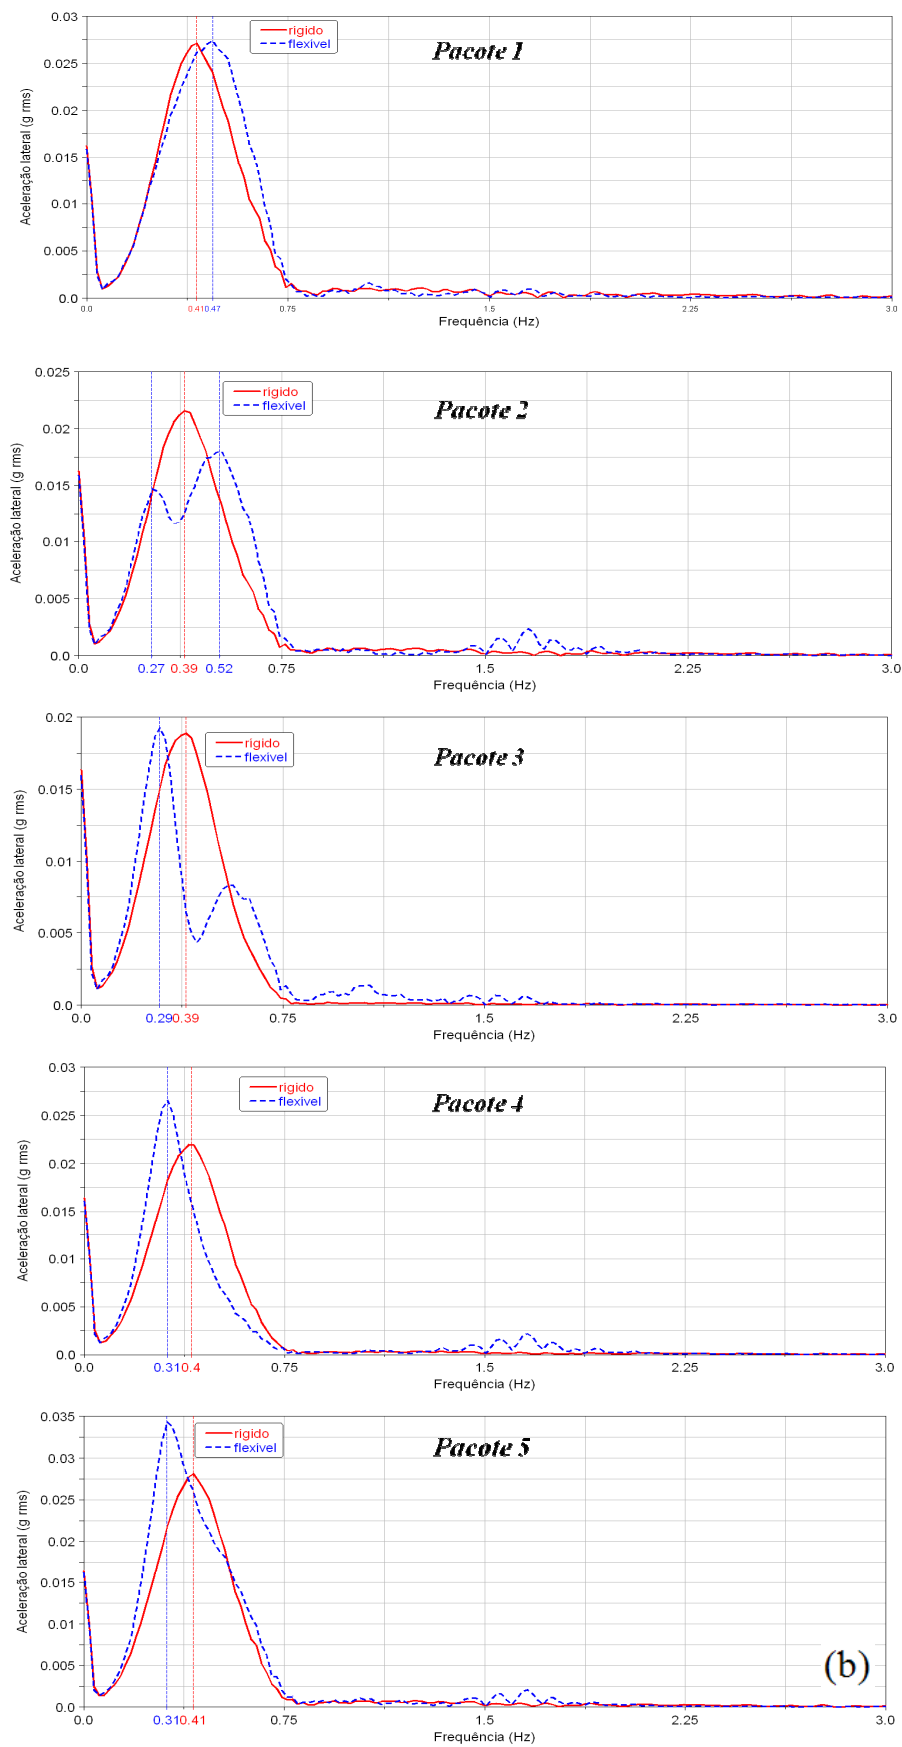 0.03
rigido
flexivel
Pacote 1
0.025
0.02
0.015
0.01
0.005
0.0
Aceleração lateral (g rms)
0.0 0.41 0.47 0.75 1.5 2.25 3.0
Frequência (Hz)
0.025
rigido
flexivel
Pacote 2
0.02
0.015
0.01
0.005
0.0
Aceleração lateral (g rms)
0.0 0.27 0.39 0.52 0.75 1.5 2.25 3.0
Frequência (Hz)
0.02
rigido
flexivel
Pacote 3
0.015
0.01
0.005
0.0
Aceleração lateral (g rms)
0.0 0.29 0.39 0.75 1.5 2.25 3.0
Frequência (Hz)
0.03
rigido
flexivel
Pacote 4
0.025
0.02
0.015
0.01
0.005
0.0
Aceleração lateral (g rms)
0.0 0.31 0.4 0.75 1.5 2.25 3.0
Frequência (Hz)
0.035
rigido
flexivel
Pacote 5
0.03
0.025
0.02
0.015
0.01
0.005
0.0
Aceleração lateral (g rms)
(b)
0.0 0.31 0.41 0.75 1.5 2.25 3.0
Frequência (Hz)